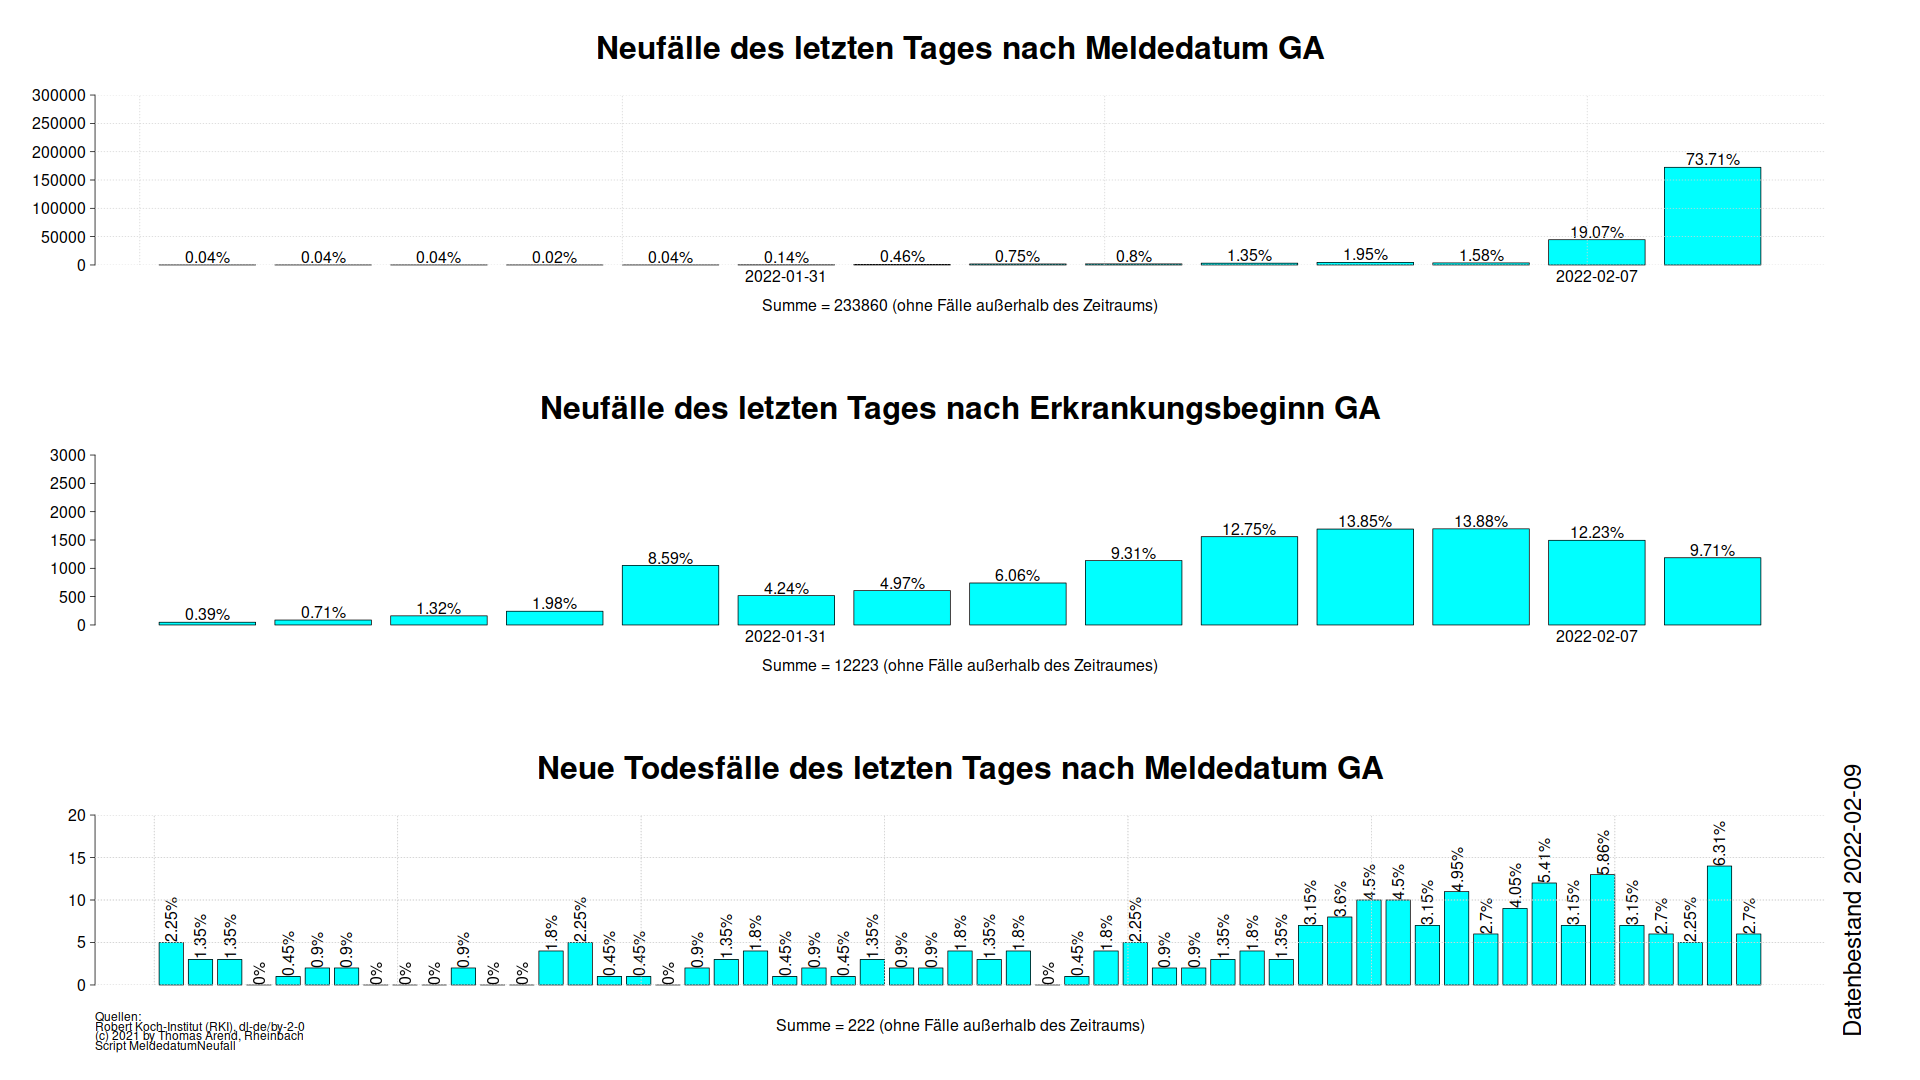 Neufälle des letzten Tages nach Meldedatum GA
300000
250000
200000
150000
100000
50000
0
0.04% 0.04% 0.04% 0.02% 0.04% 0.14% 0.46% 0.75% 0.8% 1.35% 1.95% 1.58% 19.07% 73.71%
2022-01-31 2022-02-07
Summe = 233860 (ohne Fälle außerhalb des Zeitraums)
Neufälle des letzten Tages nach Erkrankungsbeginn GA
3000
2500
2000
1500
1000
500
0
0.39% 0.71% 1.32% 1.98% 8.59% 4.24% 4.97% 6.06% 9.31% 12.75% 13.85% 13.88% 12.23% 9.71%
2022-01-31 2022-02-07
Summe = 12223 (ohne Fälle außerhalb des Zeitraumes)
Neue Todesfälle des letzten Tages nach Meldedatum GA
20
15
10
5
0
2.25% 1.35% 1.35% 0% 0.45% 0.9% 0.9% 0% 0% 0% 0.9% 0% 0% 1.8% 2.25% 0.45% 0.45% 0% 0.9% 1.35% 1.8% 0.45% 0.9% 0.45% 1.35% 0.9% 0.9% 1.8% 1.35% 1.8% 0% 0.45% 1.8% 2.25% 0.9% 0.9% 1.35% 1.8% 1.35% 3.15% 3.6% 4.5% 4.5% 3.15% 4.95% 2.7% 4.05% 5.41% 3.15% 5.86% 3.15% 2.7% 2.25% 6.31% 2.7%
Summe = 222 (ohne Fälle außerhalb des Zeitraums)
Quellen:
Robert Koch-Institut (RKI), dl-de/by-2-0
(c) 2021 by Thomas Arend, Rheinbach
Script MeldedatumNeufall
Datenbestand 2022-02-09